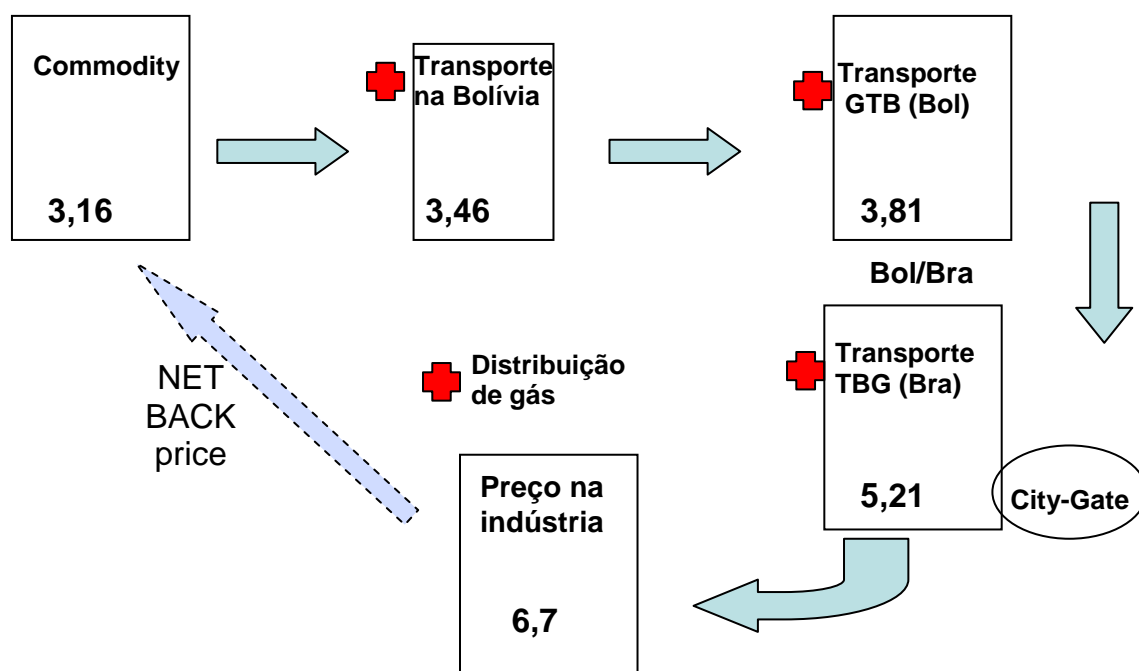 Commodity
3,16
Transporte
na Bolívia
3,46
Transporte
GTB (Bol)
3,81
Bol/Bra
Transporte
TBG (Bra)
5,21
City-Gate
Distribuição
de gás
Preço na
indústria
6,7
NET
BACK
price